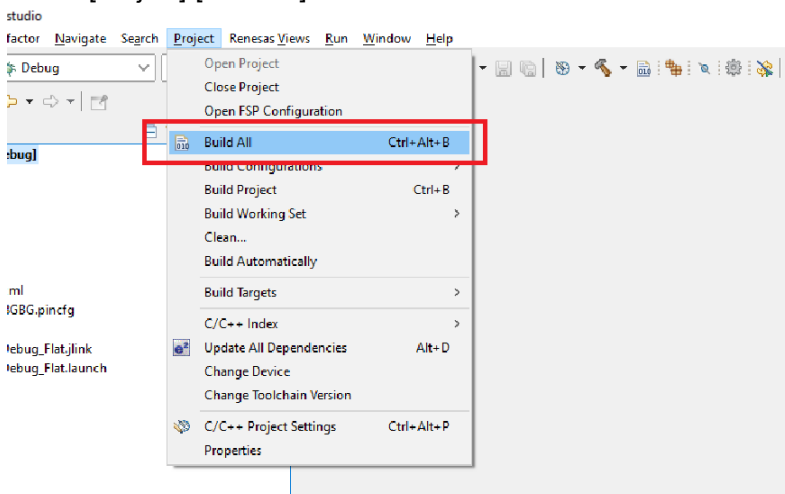 studio
factor Navigate Search Project Renesas Views Run Window Help
Debug
Open Project
Close Project
Open FSP Configuration
Build All Ctrl+Alt+B
ebug]
Build Configurations
Build Project Ctrl+B
Build Working Set
Clean...
Build Automatically
ml
Build Targets
GBG.pincfg
C/C++ Index
ebug_Flat.jlink
Update All Dependencies Alt+D
ebug_Flat.launch
Change Device
Change Toolchain Version
C/C++ Project Settings Ctrl+Alt+P
Properties